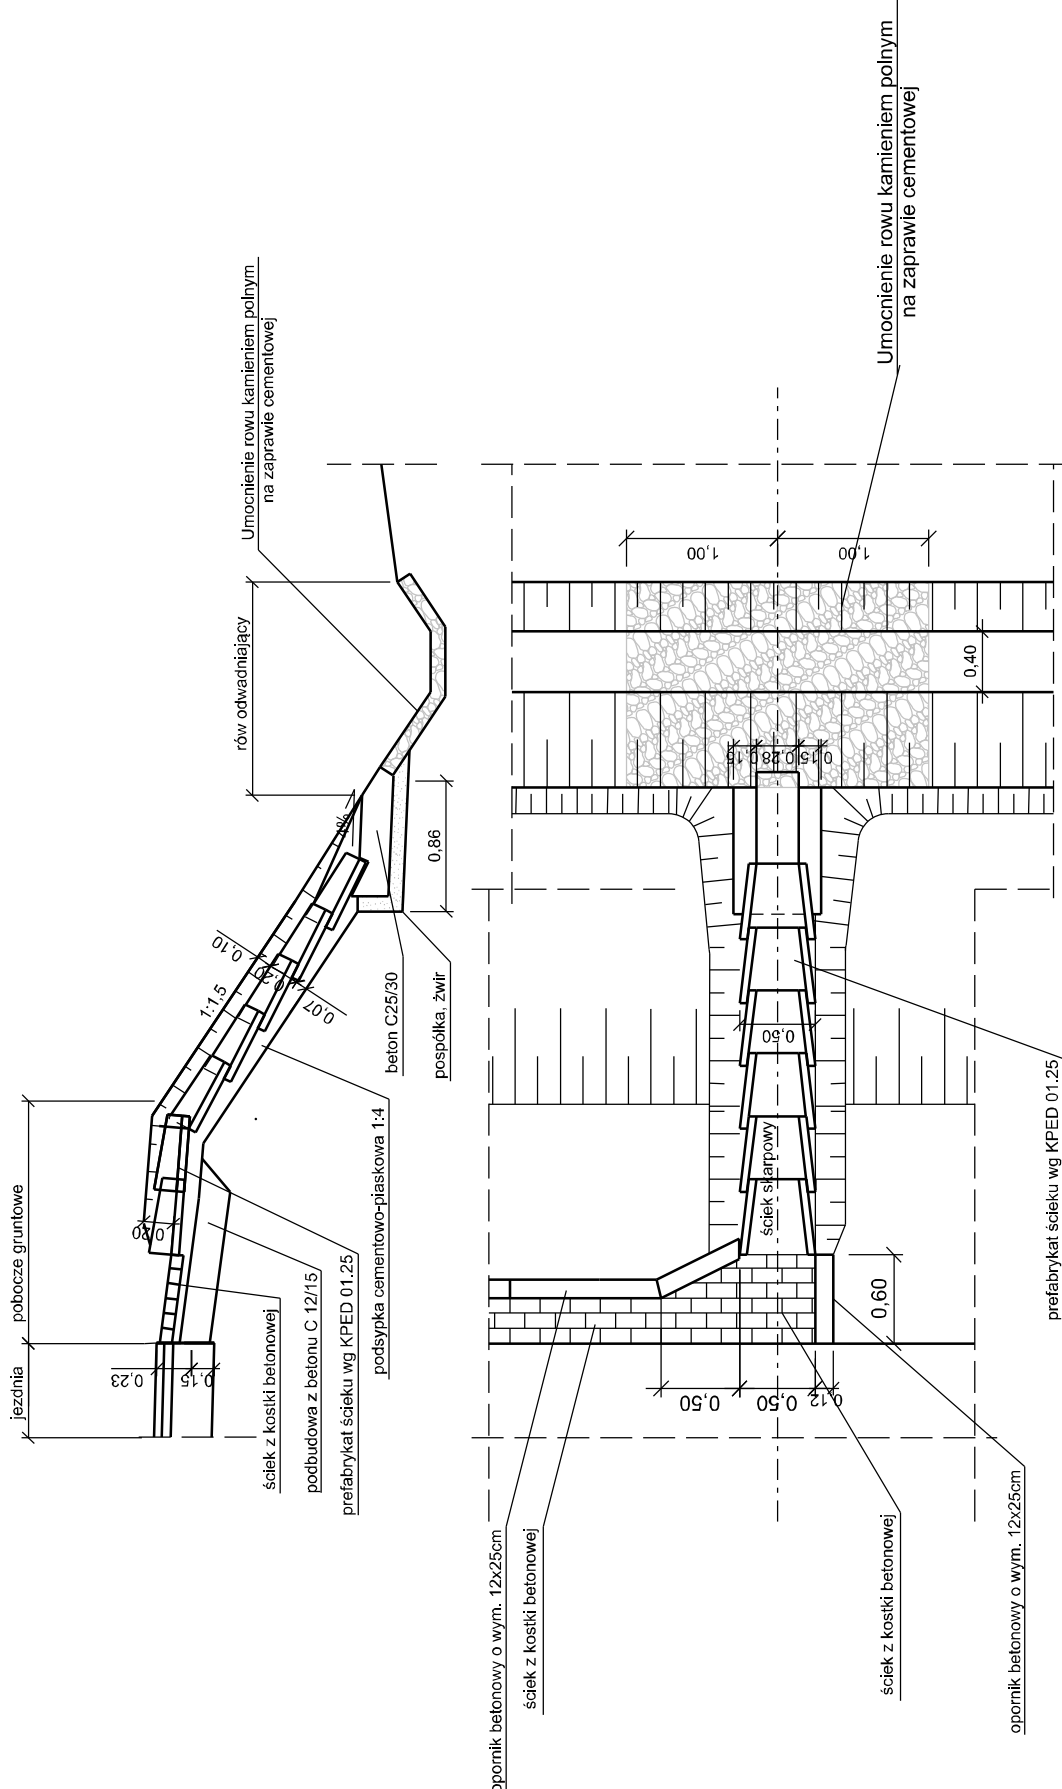 jezdnia
pobocze gruntowe
rów odwadniający
Umocnienie rowu kamieniem polnym
na zaprawie cementowej
0,23
0,15
0,20
1:1,5
0,10
0,20
0,07
4%
0,86
ściek z kostki betonowej
podbudowa z betonu C 12/15
prefabrykat ścieku wg KPED 01.25
podsypka cementowo-piaskowa 1:4
beton C25/30
pospółka, żwir
Umocnienie rowu kamieniem polnym
na zaprawie cementowej
1,00
1,00
0,40
0,15
0,28
0,15
0,50
ściek skarpowy
0,60
0,50
0,50
0,12
opornik betonowy o wym. 12x25cm
ściek z kostki betonowej
ściek z kostki betonowej
opornik betonowy o wym. 12x25cm
prefabrykat ścieku wg KPED 01.25